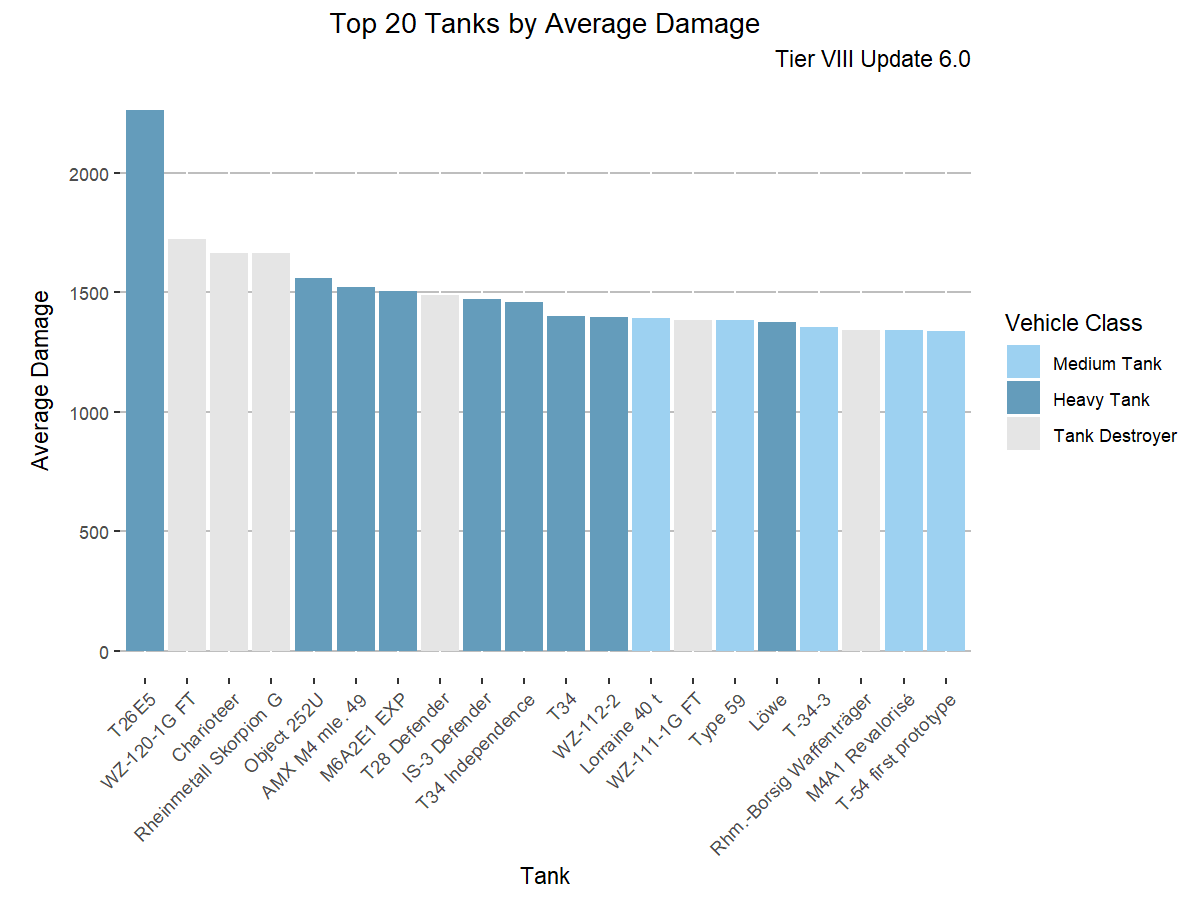 Top 20 Tanks by Average Damage
Tier VIII Update 6.0
Average Damage
2000
1500
1000
500
0
T26E5
WZ-120-1G FT
Charioteer
Rheinmetall Skorpion G
Object 252U
AMX M4 mle. 49
M6A2E1 EXP
T28 Defender
IS-3 Defender
T34 Independence
T34
WZ-112-2
Lorraine 40 t
WZ-111-1G FT
Type 59
Löwe
T-34-3
Rhm.-Borsig Waffenträger
M4A1 Revalorisé
T-54 first prototype
Tank
Vehicle Class
Medium Tank
Heavy Tank
Tank Destroyer